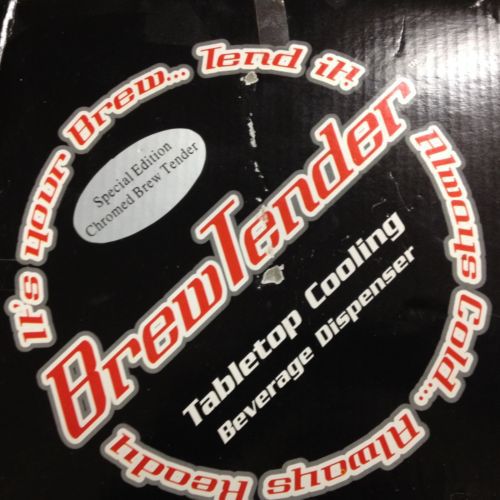 It's your Brew... Tend it!
Special Edition
Chromed Brew Tender
BrewTender
Tabletop Cooling
Beverage Dispenser
Always Cold... Always Ready